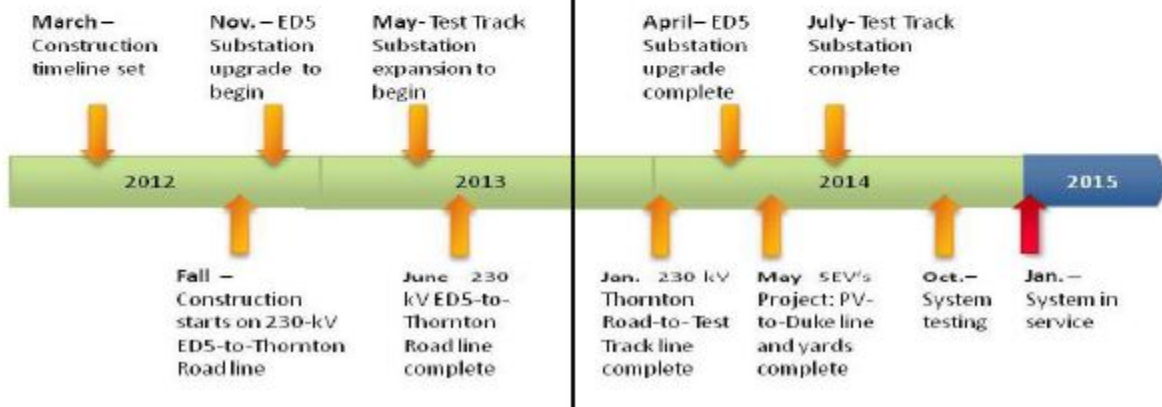 March –
Construction
timeline set
Nov. – ED5
Substation
upgrade to
begin
May- Test Track
Substation
expansion to
begin
April– ED5
Substation
upgrade
complete
July- Test Track
Substation
complete
2012
2013
2014
2015
Fall –
Construction
starts on 230-kV
ED5-to-Thornton
Road line
June 230
kV ED5-to-
Thornton
Road line
complete
Jan. 230 kV
Thornton
Road-to-Test
Track line
complete
May SEV's
Project: PV-
to-Duke line
and yards
complete
Oct.–
System
testing
Jan.–
System in
service